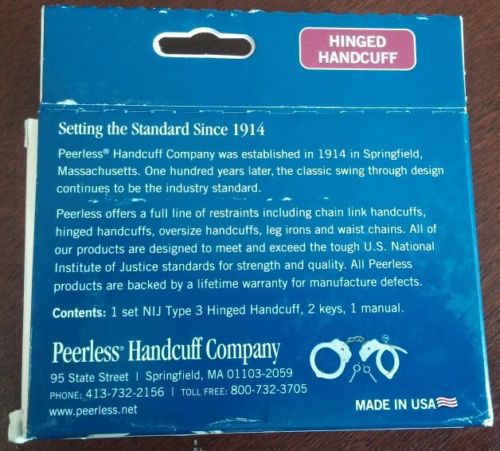 HINGED
HANDCUFF
Setting the Standard Since 1914
Peerless® Handcuff Company was established in 1914 in Springfield,
Massachusetts. One hundred years later, the classic swing through design
continues to be the industry standard.
Peerless offers a full line of restraints including chain link handcuffs,
hinged handcuffs, oversize handcuffs, leg irons and waist chains. All of
our products are designed to meet and exceed the tough U.S. National
Institute of Justice standards for strength and quality. All Peerless
products are backed by a lifetime warranty for manufacture defects.
Contents: 1 set NIJ Type 3 Hinged Handcuff, 2 keys, 1 manual.
Peerless® Handcuff Company
95 State Street | Springfield, MA 01103-2059
PHONE: 413-732-2156 | TOLL FREE: 800-732-3705
www.peerless.net
MADE IN USA